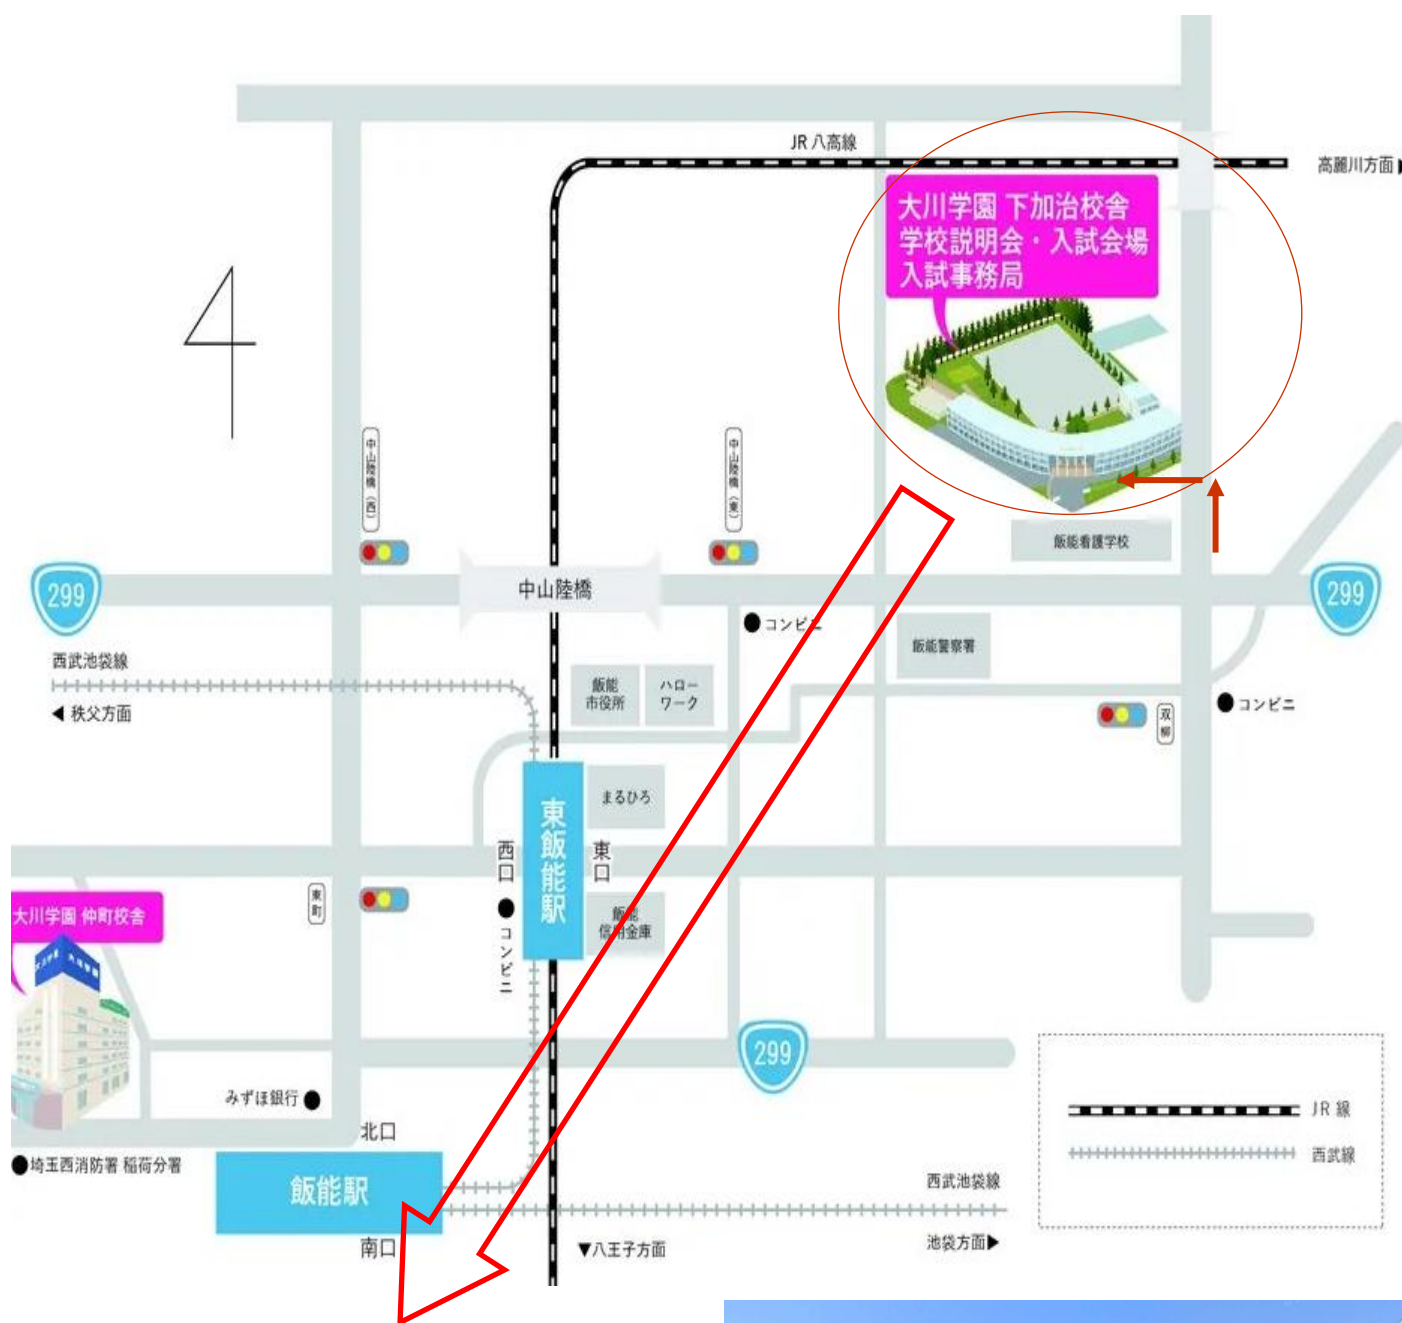 JR 八高線
高麗川方面▶
大川学園 下加治校舎
学校説明会・入試会場
入試事務局
中山陸橋（西）
中山陸橋（東）
飯能看護学校
299
中山陸橋
299
コンビニ
飯能警察署
西武池袋線
◀ 秩父方面
飯能
市役所
ハロー
ワーク
コンビニ
双柳
まるひろ
東飯能駅
西口
東口
東町
飯能
信用金庫
コンビニ
大川学園 仲町校舎
299
みずほ銀行
北口
JR 線
西武線
埼玉西消防署 稲荷分署
飯能駅
西武池袋線
南口
▼八王子方面
池袋方面▶